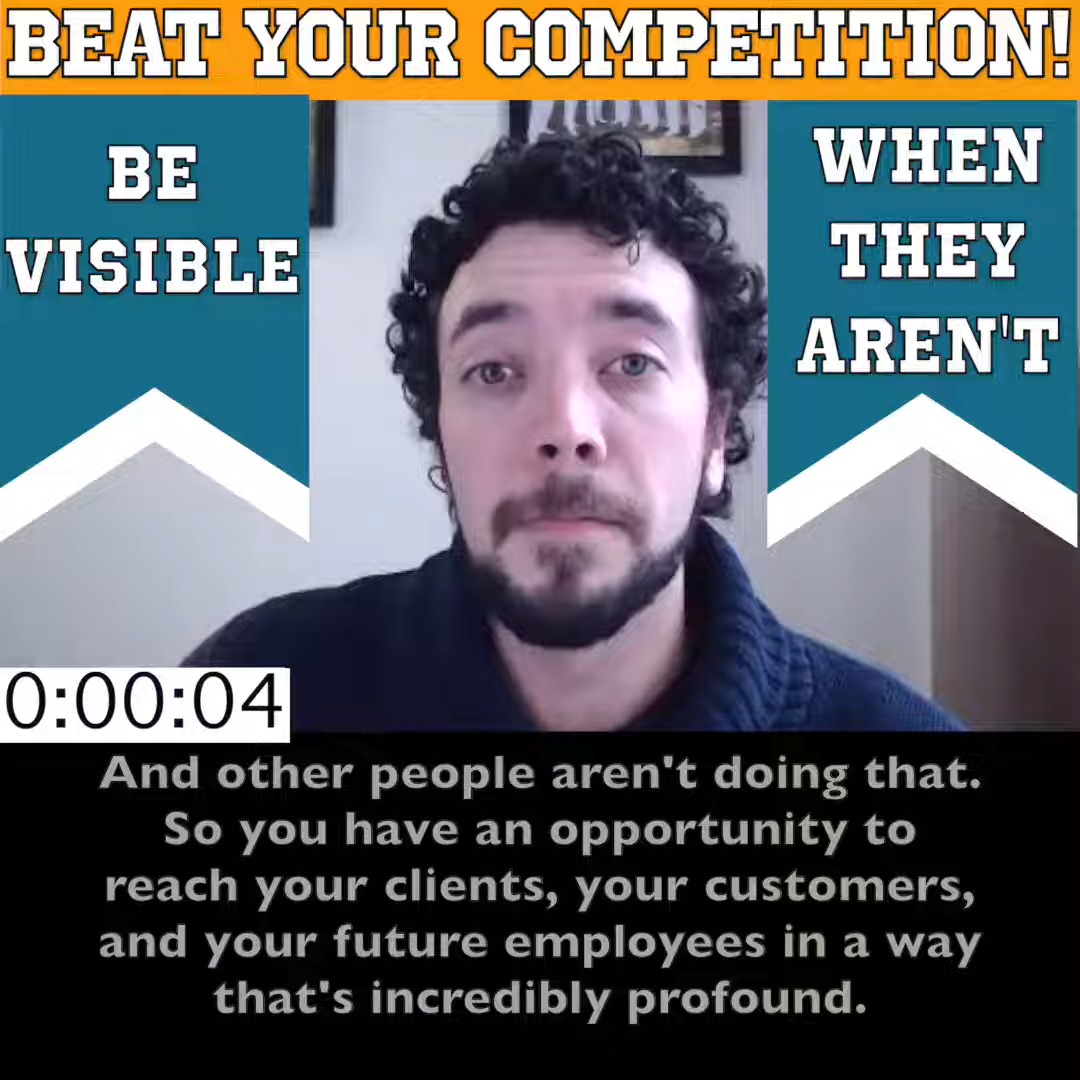 BEAT YOUR COMPETITION!
BE
VISIBLE
WHEN
THEY
AREN'T
0:00:04
And other people aren't doing that.
So you have an opportunity to
reach your clients, your customers,
and your future employees in a way
that's incredibly profound.